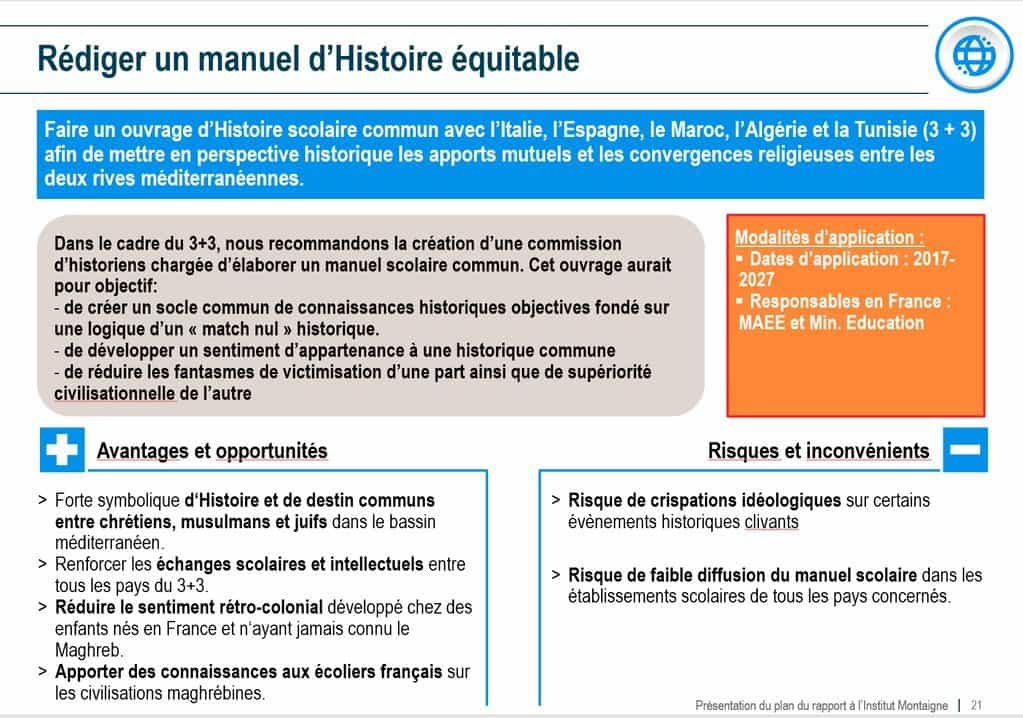 Rédiger un manuel d’Histoire équitable
Faire un ouvrage d’Histoire scolaire commun avec l’Italie, l’Espagne, le Maroc, l’Algérie et la Tunisie (3 + 3)
afin de mettre en perspective historique les apports mutuels et les convergences religieuses entre les
deux rives méditerranéennes.
Dans le cadre du 3+3, nous recommandons la création d’une commission
d’historiens chargée d’élaborer un manuel scolaire commun. Cet ouvrage aurait
pour objectif:
- de créer un socle commun de connaissances historiques objectives fondé sur
une logique d’un « match nul » historique.
- de développer un sentiment d’appartenance à une historique commune
- de réduire les fantasmes de victimisation d’une part ainsi que de supériorité
civilisationnelle de l’autre
Modalités d’application :
▪ Dates d’application : 2017-
2027
▪ Responsables en France :
MAEE et Min. Education
Avantages et opportunités
> Forte symbolique d‘Histoire et de destin communs
entre chrétiens, musulmans et juifs dans le bassin
méditerranéen.
> Renforcer les échanges scolaires et intellectuels entre
tous les pays du 3+3.
> Réduire le sentiment rétro-colonial développé chez des
enfants nés en France et n‘ayant jamais connu le
Maghreb.
> Apporter des connaissances aux écoliers français sur
les civilisations maghrébines.
Risques et inconvénients
> Risque de crispations idéologiques sur certains
évènements historiques clivants
> Risque de faible diffusion du manuel scolaire dans les
établissements scolaires de tous les pays concernés.
Présentation du plan du rapport à l’Institut Montaigne | 21